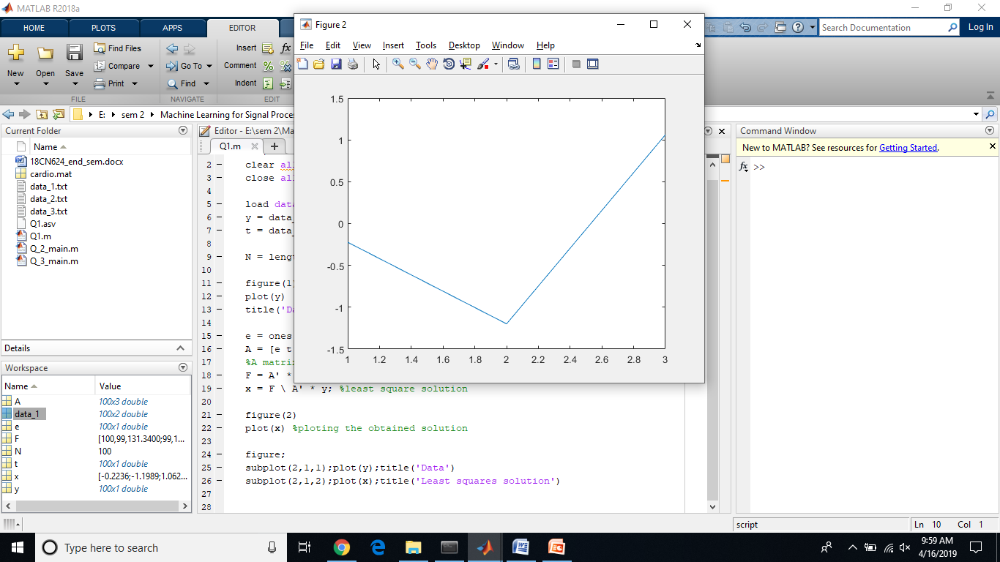 MATLAB R2018a
HOME PLOTS APPS EDITOR
Search Documentation Log In
New Open Save
Find Files
Compare
Print
Go To
Find
Insert fx
Comment
Indent
FILE NAVIGATE EDIT
E: sem 2 Machine Learning for Signal Proce
Current Folder
Name
18CN624_end_sem.docx
cardio.mat
data_1.txt
data_2.txt
data_3.txt
Q1.asv
Q1.m
Q_2_main.m
Q_3_main.m
Details
Workspace
Name Value
A 100x3 double
data_1 100x2 double
e 100x1 double
F [100,99,131.3400;99,1...
N 100
t 100x1 double
x [-0.2236;-1.1989;1.062...
y 100x1 double
Editor - E:\sem 2\Ma
Q1.m
2 clear all
3 close all
4
5 load data
6 y = data_
7 t = data_
8
9 N = lengt
10
11 figure(1)
12 plot(y)
13 title('Da
14
15 e = ones
16 A = [e t
17 %A matrix
18 F = A' *
19 x = F \ A' * y; %least square solution
20
21 figure(2)
22 plot(x) %ploting the obtained solution
23
24 figure;
25 subplot(2,1,1);plot(y);title('Data')
26 subplot(2,1,2);plot(x);title('Least squares solution')
27
28
Figure 2
File Edit View Insert Tools Desktop Window Help
1.5
1
0.5
0
-0.5
-1
-1.5
1 1.2 1.4 1.6 1.8 2 2.2 2.4 2.6 2.8 3
Command Window
New to MATLAB? See resources for Getting Started.
fx >>
script Ln 10 Col 1
Type here to search
9:59 AM
4/16/2019